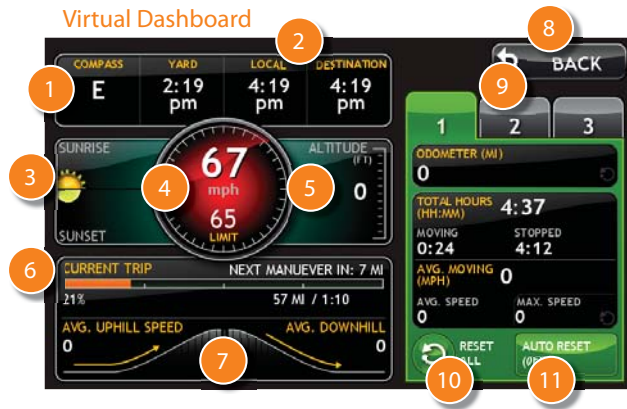 Virtual Dashboard
2
8
BACK
1
COMPASS YARD LOCAL DESTINATION
E 2:19 pm 4:19 pm 4:19 pm
9
1 2 3
3
SUNRISE
SUNSET
4
67
mph
65
LIMIT
5
ALTITUDE
(FT)
0
ODOMETER (MI)
0
TOTAL HOURS
(HH:MM) 4:37
MOVING STOPPED
0:24 4:12
AVG. MOVING
(MPH) 0
AVG. SPEED MAX. SPEED
0 0
6
CURRENT TRIP NEXT MANUEVER IN: 7 MI
21% 57 MI / 1:10
AVG. UPHILL SPEED AVG. DOWNHILL
0 0
7
RESET
ALL
10
AUTO RESET
11